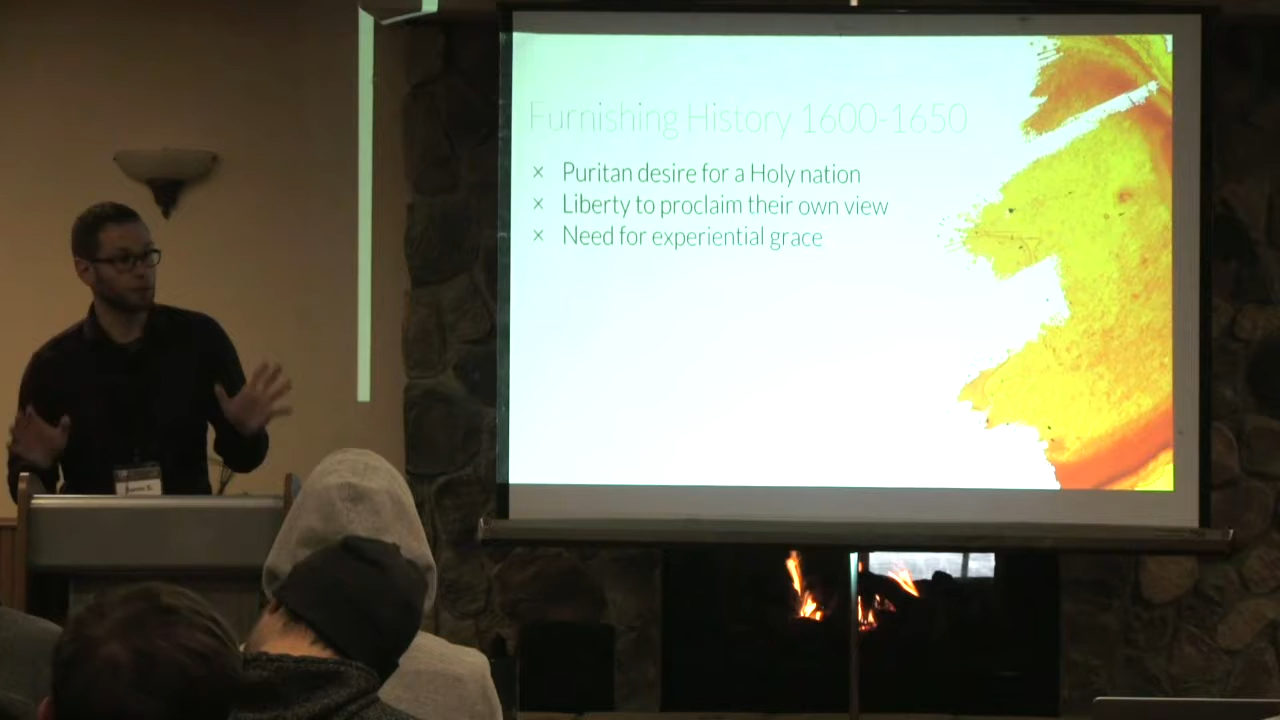 Furnishing History 1600-1650
× Puritan desire for a Holy nation
× Liberty to proclaim their own view
× Need for experiential grace